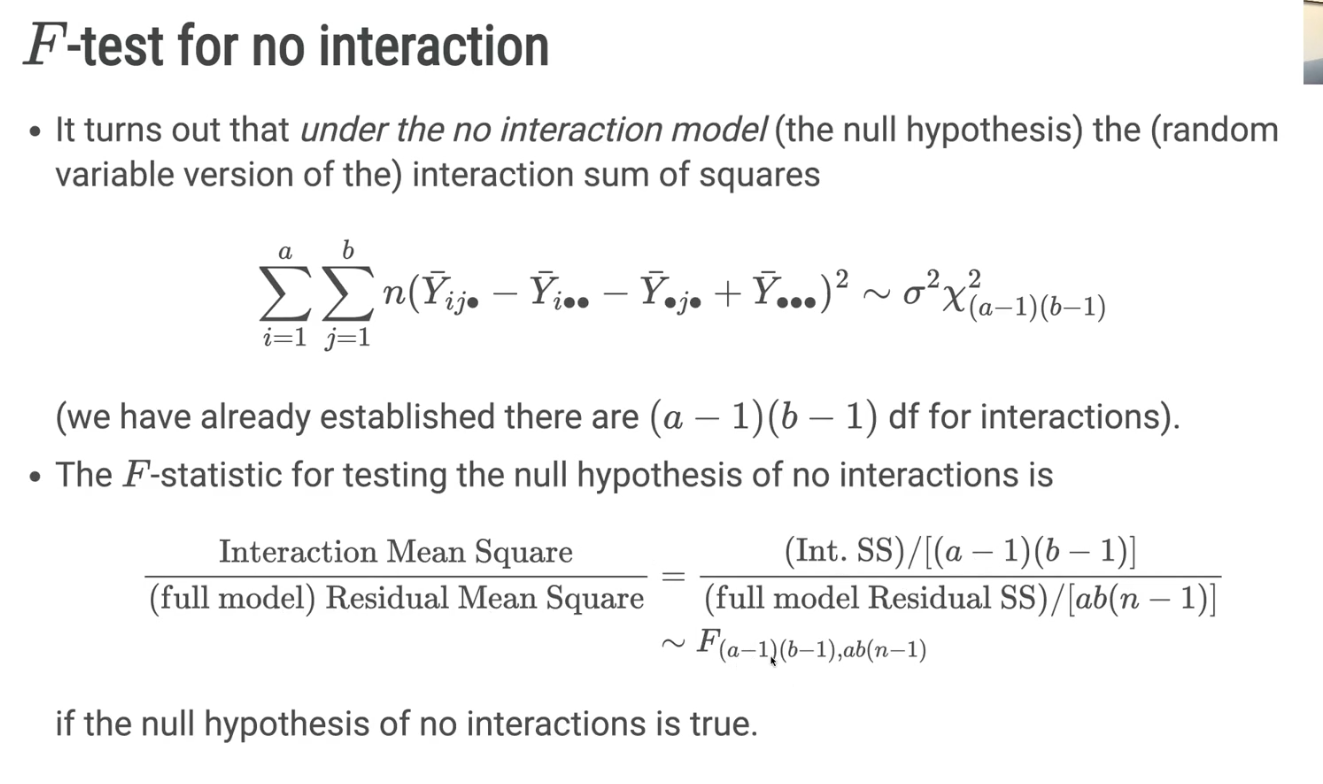 F-test for no interaction
• It turns out that under the no interaction model (the null hypothesis) the (random
variable version of the) interaction sum of squares
$\sum_{i=1}^{a}\sum_{j=1}^{b} n(\bar{Y}_{ij\bullet} - \bar{Y}_{i\bullet\bullet} - \bar{Y}_{\bullet j\bullet} + \bar{Y}_{\bullet\bullet\bullet})^2 \sim \sigma^2 \chi^2_{(a-1)(b-1)}$
(we have already established there are $(a-1)(b-1)$ df for interactions).
• The F-statistic for testing the null hypothesis of no interactions is
$\frac{\text{Interaction Mean Square}}{\text{(full model) Residual Mean Square}} = \frac{\text{(Int. SS)}/[(a-1)(b-1)]}{\text{(full model Residual SS)}/[ab(n-1)]}$
$\sim F_{(a-1)(b-1),ab(n-1)}$
if the null hypothesis of no interactions is true.